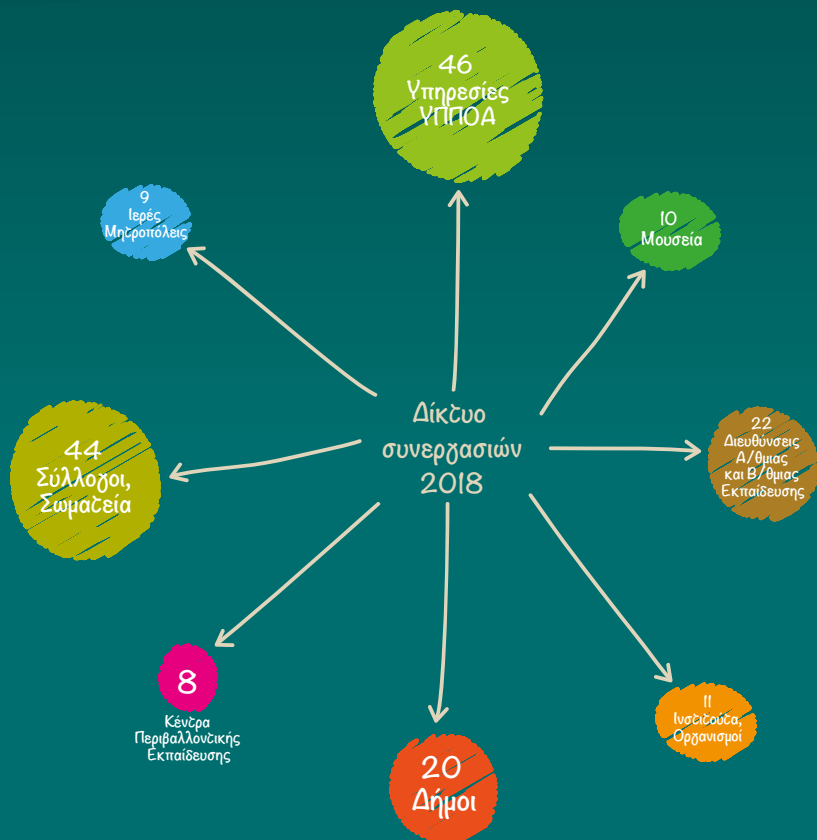 46
Υπηρεσίες
ΥΠΠΟΑ
9
Ιερές
Μητροπόλεις
10
Μουσεία
Δίκτυο
συνεργασιών
2018
44
Σύλλογοι,
Σωματεία
22
Διευθύνσεις
Α/θμιας
και Β/θμιας
Εκπαίδευσης
8
Κέντρα
Περιβαλλοντικής
Εκπαίδευσης
11
Ινστιτούτα,
Οργανισμοί
20
Δήμοι